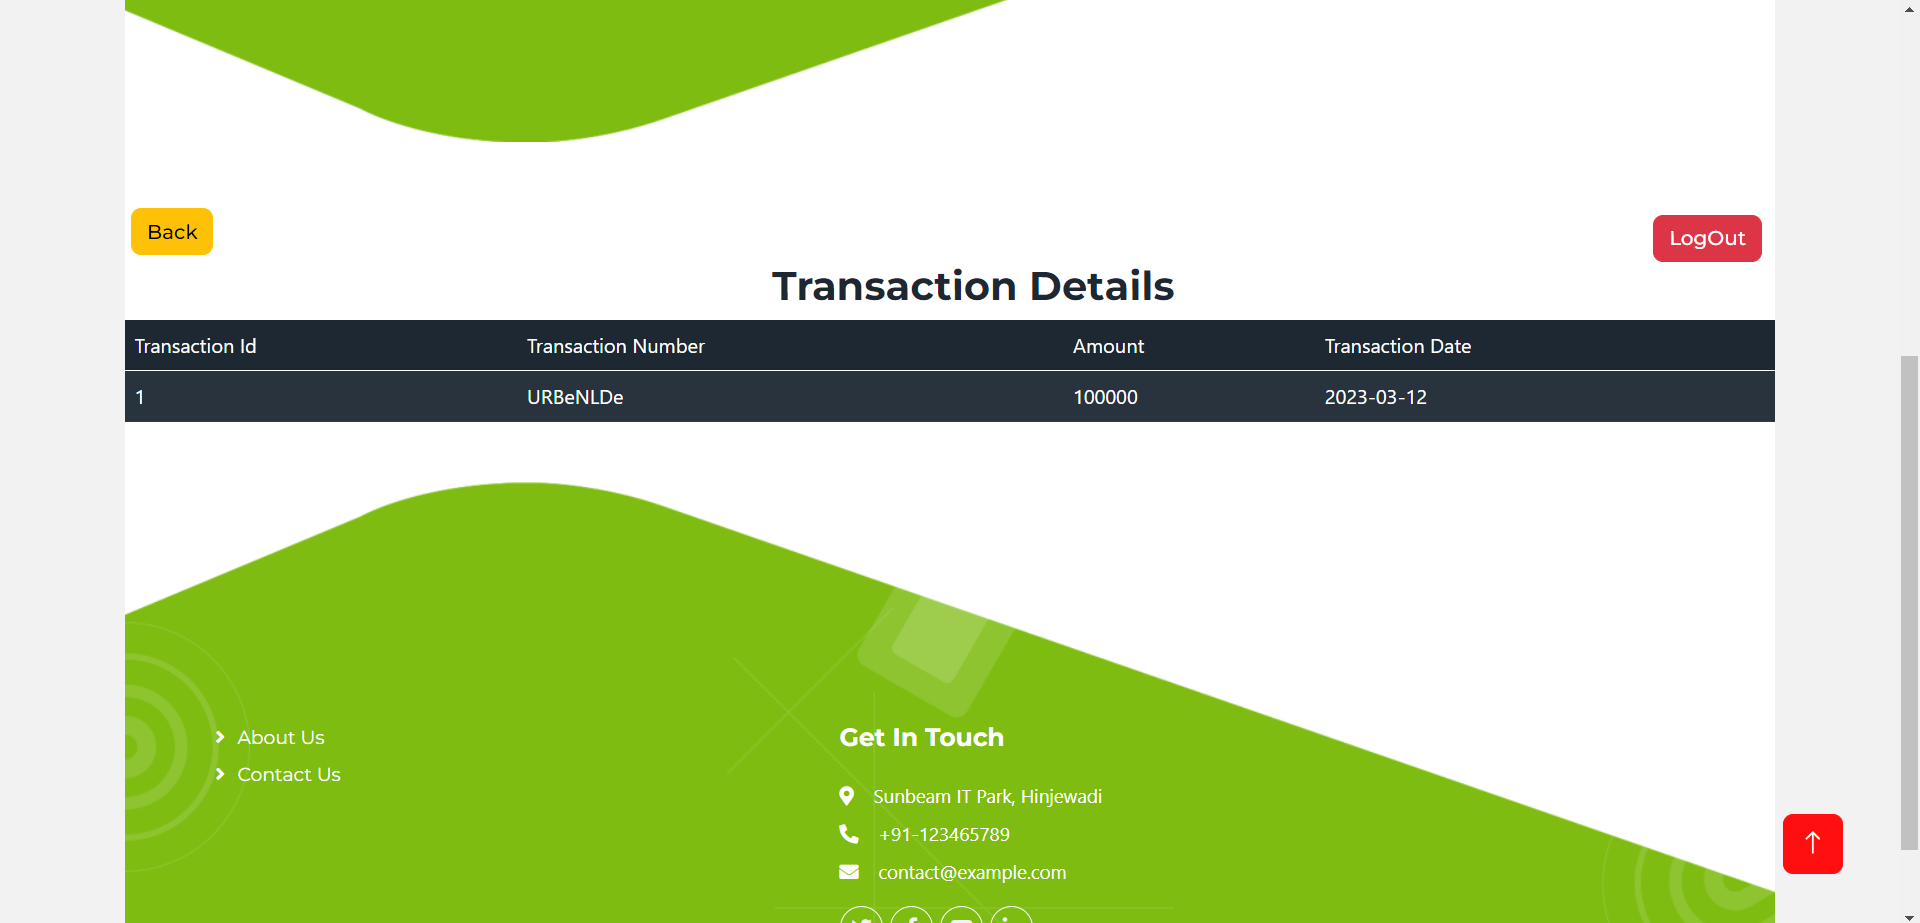 Back
LogOut
Transaction Details
Transaction Id Transaction Number Amount Transaction Date
1 URBeNLDe 100000 2023-03-12
About Us
Contact Us
Get In Touch
Sunbeam IT Park, Hinjewadi
+91-123465789
contact@example.com